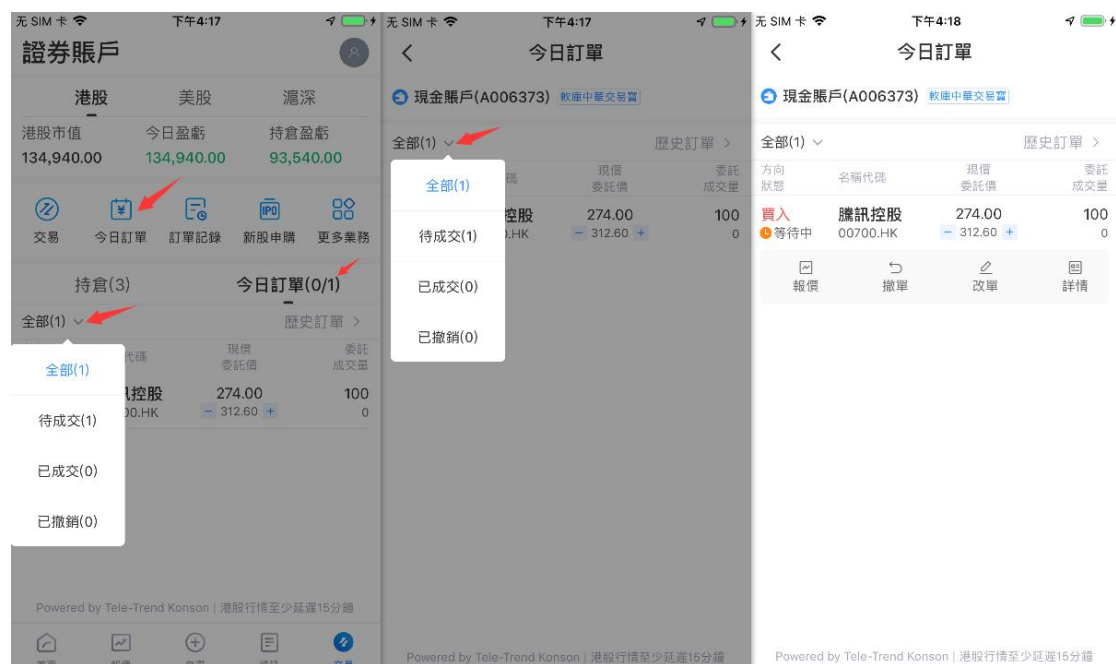 无 SIM 卡
下午4:17
證券賬戶
港股
美股
滬深
港股市值
今日盈虧
持倉盈虧
134,940.00
134,940.00
93,540.00
交易
今日訂單
IPO
訂單記錄
新股申購
更多業務
持倉(3)
今日訂單(0/1)
全部(1)
歷史訂單 >
代碼
現價
委託價
委託
成交量
控股
00.HK
274.00
− 312.60 +
100
0
全部(1)
待成交(1)
已成交(0)
已撤銷(0)
Powered by Tele-Trend Konson | 港股行情至少延遲15分鐘
无 SIM 卡
下午4:17
今日訂單
現金賬戶(A006373)
軟庫中華交易寶
全部(1)
歷史訂單 >
碼
現價
委託價
委託
成交量
控股
.HK
274.00
− 312.60 +
100
0
全部(1)
待成交(1)
已成交(0)
已撤銷(0)
Powered by Tele-Trend Konson | 港股行情至少延遲15分鐘
无 SIM 卡
下午4:18
今日訂單
現金賬戶(A006373)
軟庫中華交易寶
全部(1)
歷史訂單 >
方向
狀態
名稱代碼
現價
委託價
委託
成交量
買入
等待中
騰訊控股
00700.HK
274.00
− 312.60 +
100
0
報價
撤單
改單
詳情
Powered by Tele-Trend Konson | 港股行情至少延遲15分鐘